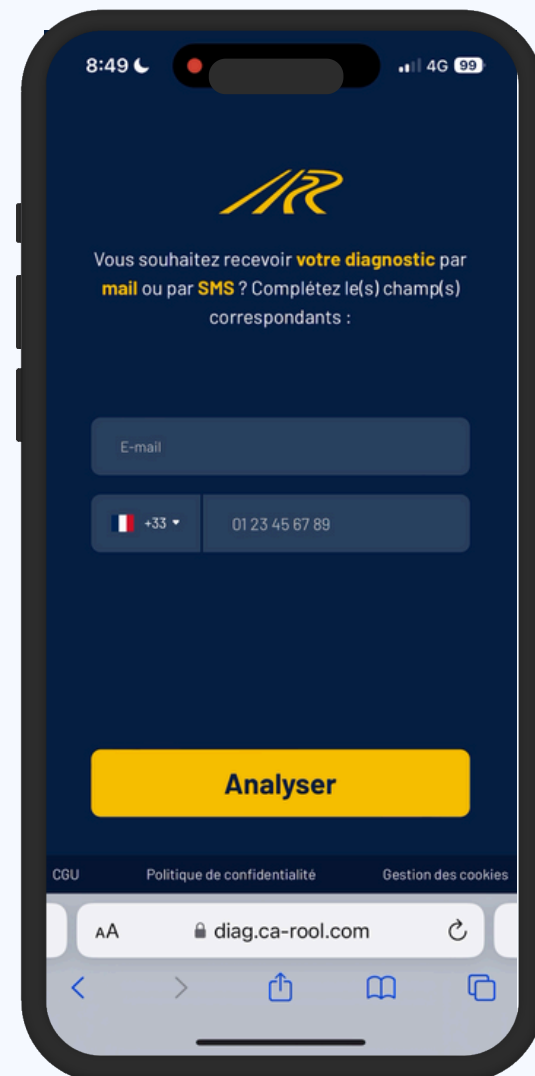 8:49
4G 99
Vous souhaitez recevoir votre diagnostic par
mail ou par SMS ? Complétez le(s) champ(s)
correspondants :
E-mail
+33 01 23 45 67 89
Analyser
CGU Politique de confidentialité Gestion des cookies
AA diag.ca-rool.com